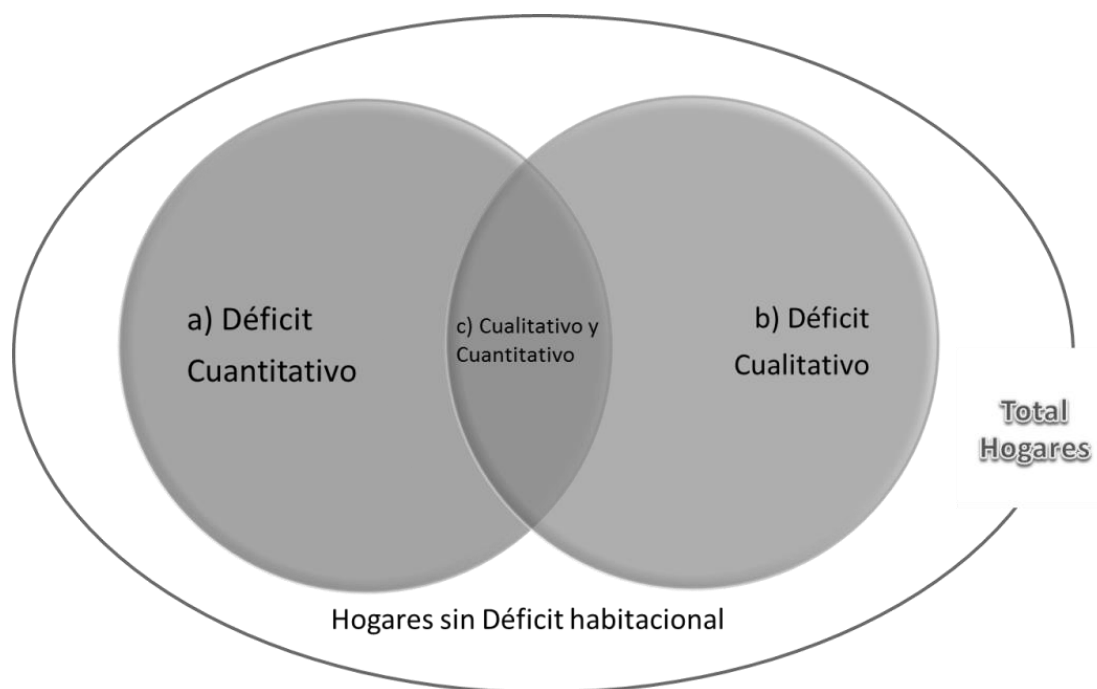 a) Déficit
Cuantitativo
c) Cualitativo y
Cuantitativo
b) Déficit
Cualitativo
Total
Hogares
Hogares sin Déficit habitacional